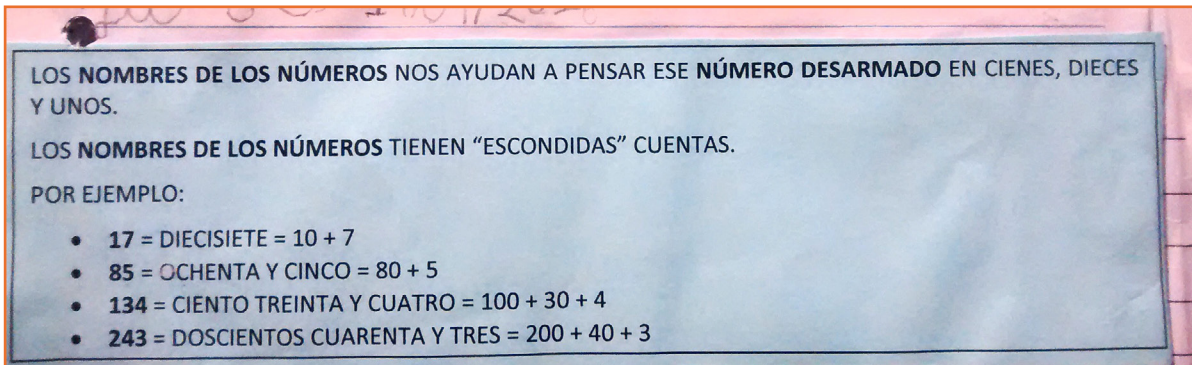 LOS NOMBRES DE LOS NÚMEROS NOS AYUDAN A PENSAR ESE NÚMERO DESARMADO EN CIENES, DIECES
Y UNOS.
LOS NOMBRES DE LOS NÚMEROS TIENEN “ESCONDIDAS” CUENTAS.
POR EJEMPLO:
• 17 = DIECISIETE = 10 + 7
• 85 = OCHENTA Y CINCO = 80 + 5
• 134 = CIENTO TREINTA Y CUATRO = 100 + 30 + 4
• 243 = DOSCIENTOS CUARENTA Y TRES = 200 + 40 + 3